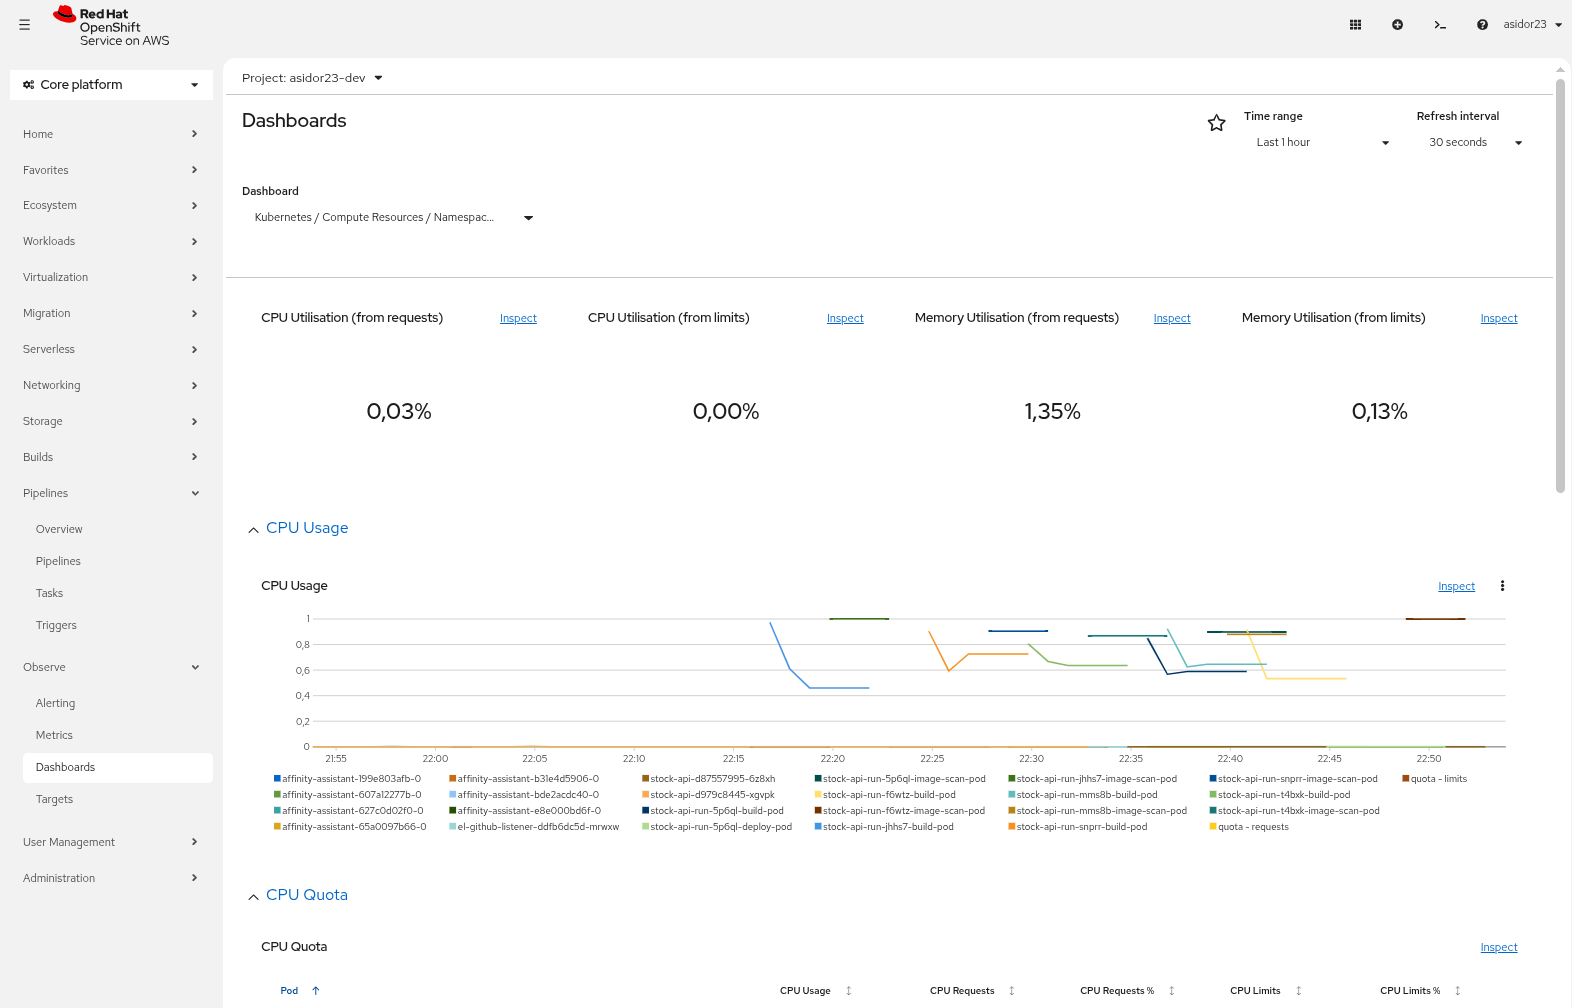 Red Hat
OpenShift
Service on AWS
asidor23
Core platform
Home
Favorites
Ecosystem
Workloads
Virtualization
Migration
Serverless
Networking
Storage
Builds
Pipelines
Overview
Pipelines
Tasks
Triggers
Observe
Alerting
Metrics
Dashboards
Targets
User Management
Administration
Project: asidor23-dev
Dashboards
Time range
Last 1 hour
Refresh interval
30 seconds
Dashboard
Kubernetes / Compute Resources / Namespac...
CPU Utilisation (from requests) Inspect
0,03%
CPU Utilisation (from limits) Inspect
0,00%
Memory Utilisation (from requests) Inspect
1,35%
Memory Utilisation (from limits) Inspect
0,13%
CPU Usage
CPU Usage Inspect
1
0,8
0,6
0,4
0,2
0
21:55 22:00 22:05 22:10 22:15 22:20 22:25 22:30 22:35 22:40 22:45 22:50
affinity-assistant-199e803afb-0 affinity-assistant-b31e4d5906-0 stock-api-d87557995-6z8xh stock-api-run-5p6ql-image-scan-pod stock-api-run-jhhs7-image-scan-pod stock-api-run-snprr-image-scan-pod quota - limits
affinity-assistant-607a12277b-0 affinity-assistant-bde2acdc40-0 stock-api-d979c8445-xgvpk stock-api-run-f6wtz-build-pod stock-api-run-mms8b-build-pod stock-api-run-t4bxk-build-pod
affinity-assistant-627c0d02f0-0 affinity-assistant-e8e000bd6f-0 stock-api-run-5p6ql-build-pod stock-api-run-f6wtz-image-scan-pod stock-api-run-mms8b-image-scan-pod stock-api-run-t4bxk-image-scan-pod
affinity-assistant-65a0097b66-0 el-github-listener-ddfb6dc5d-mrwxw stock-api-run-5p6ql-deploy-pod stock-api-run-jhhs7-build-pod stock-api-run-snprr-build-pod quota - requests
CPU Quota
CPU Quota Inspect
Pod CPU Usage CPU Requests CPU Requests % CPU Limits CPU Limits %